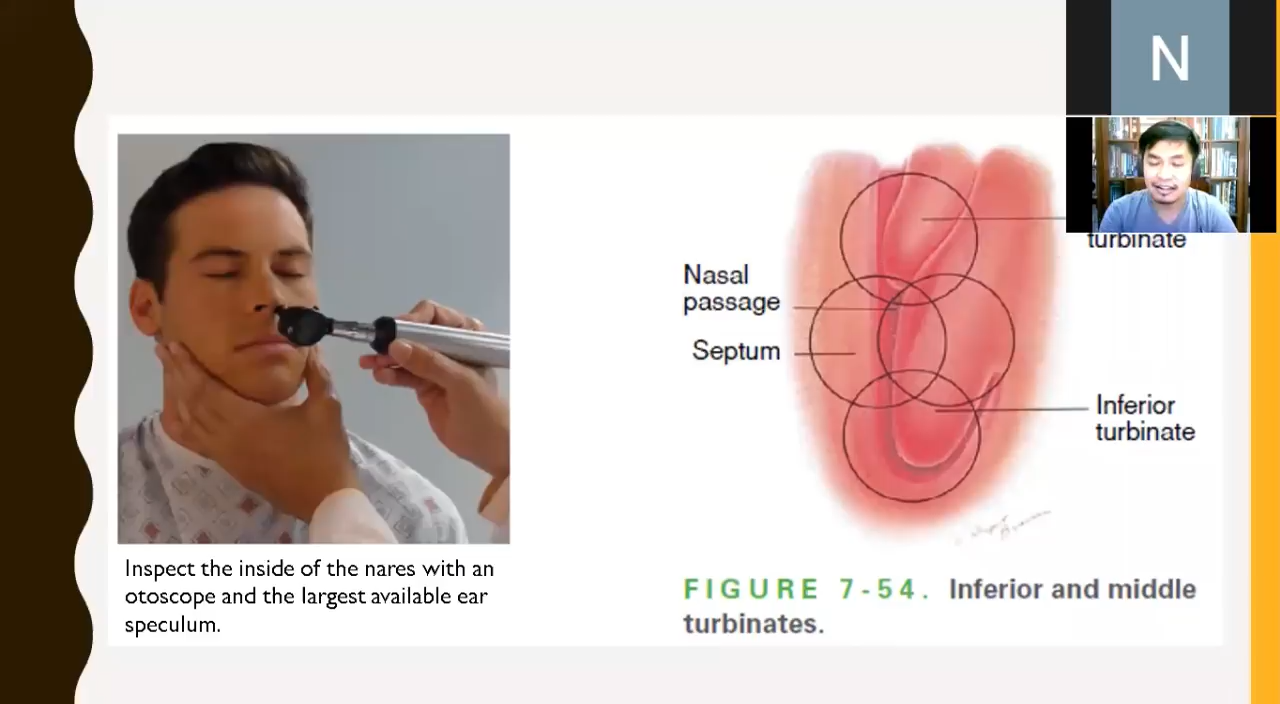 N
turbinate
Nasal
passage
Septum
Inferior
turbinate
Inspect the inside of the nares with an
otoscope and the largest available ear
speculum.
FIGURE 7-54. Inferior and middle
turbinates.